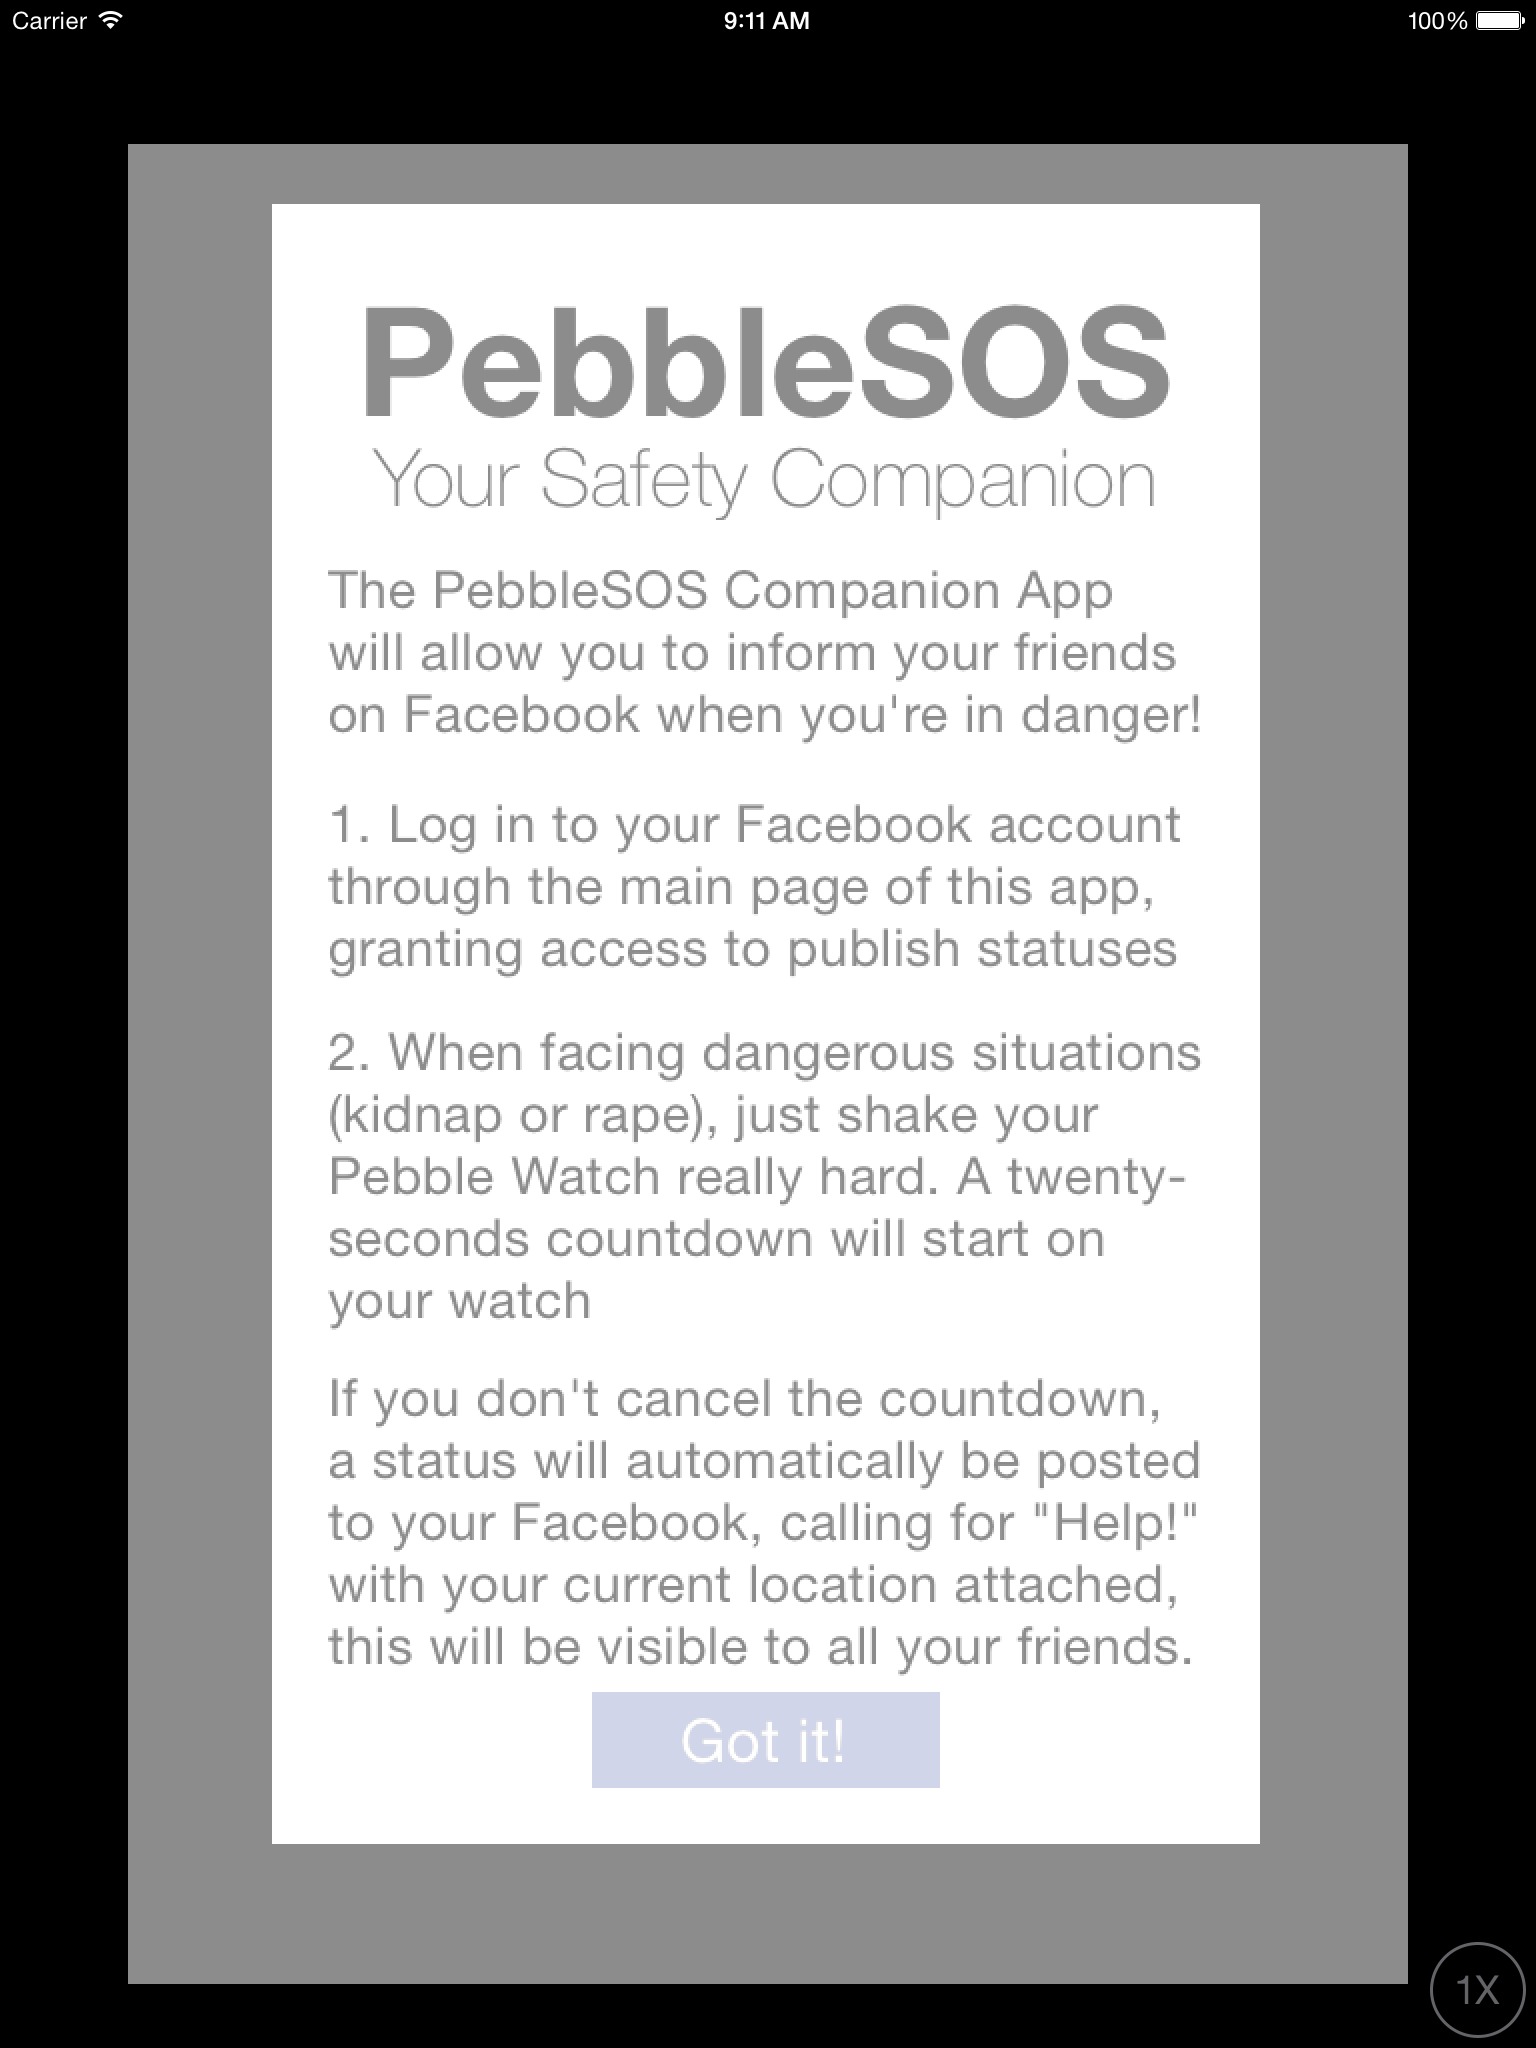 Carrier 9:11 AM 100%
PebbleSOS
Your Safety Companion
The PebbleSOS Companion App
will allow you to inform your friends
on Facebook when you're in danger!
1. Log in to your Facebook account
through the main page of this app,
granting access to publish statuses
2. When facing dangerous situations
(kidnap or rape), just shake your
Pebble Watch really hard. A twenty-
seconds countdown will start on
your watch
If you don't cancel the countdown,
a status will automatically be posted
to your Facebook, calling for "Help!"
with your current location attached,
this will be visible to all your friends.
Got it!
1X